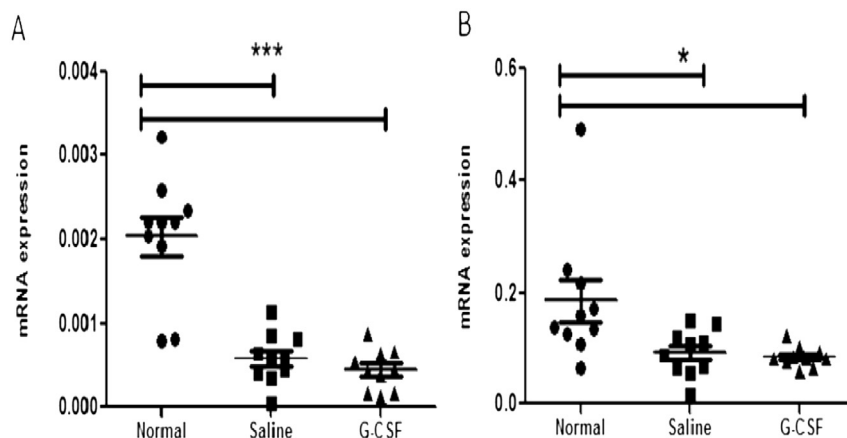 A
***
mRNA expression
0.004
0.003
0.002
0.001
0.000
Normal Saline G-CSF
B
*
mRNA expression
0.6
0.4
0.2
0.0
Normal Saline G-CSF